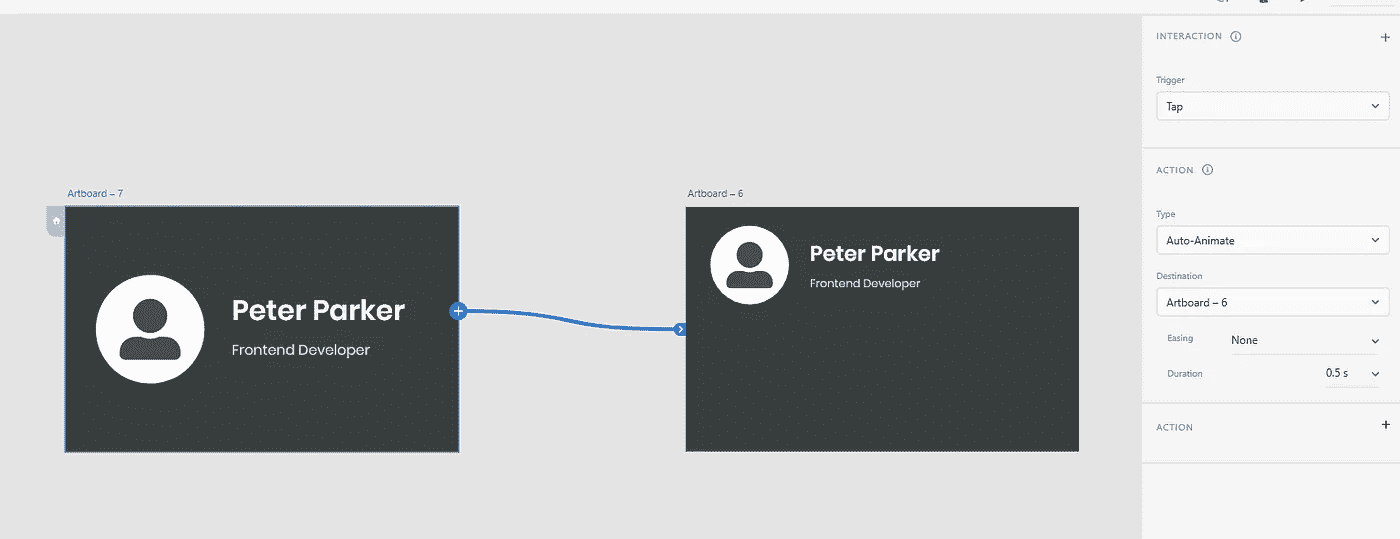 Artboard – 7
Peter Parker
Frontend Developer
Artboard – 6
Peter Parker
Frontend Developer
INTERACTION
Trigger
Tap
ACTION
Type
Auto-Animate
Destination
Artboard – 6
Easing
None
Duration
0.5 s
ACTION